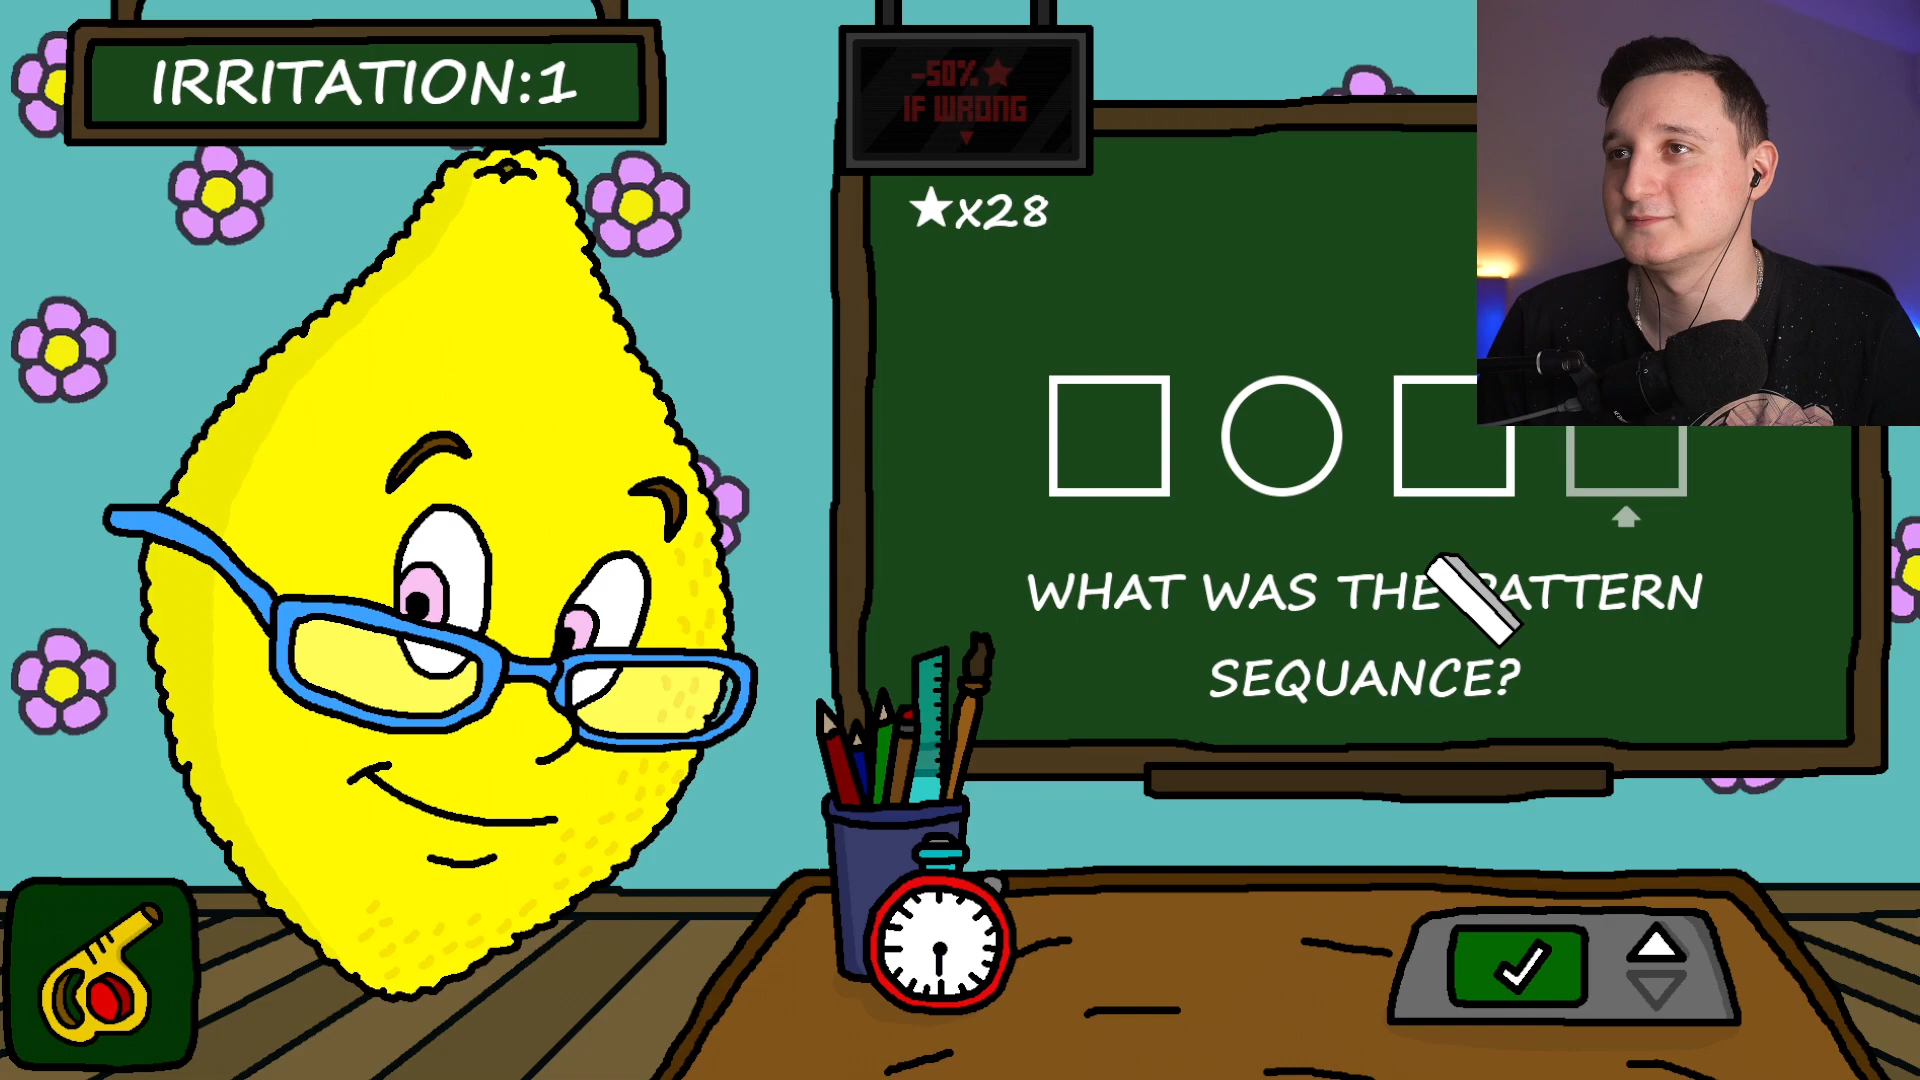 IRRITATION:1
-50%★
IF WRONG
★x28
WHAT WAS THE PATTERN
SEQUANCE?